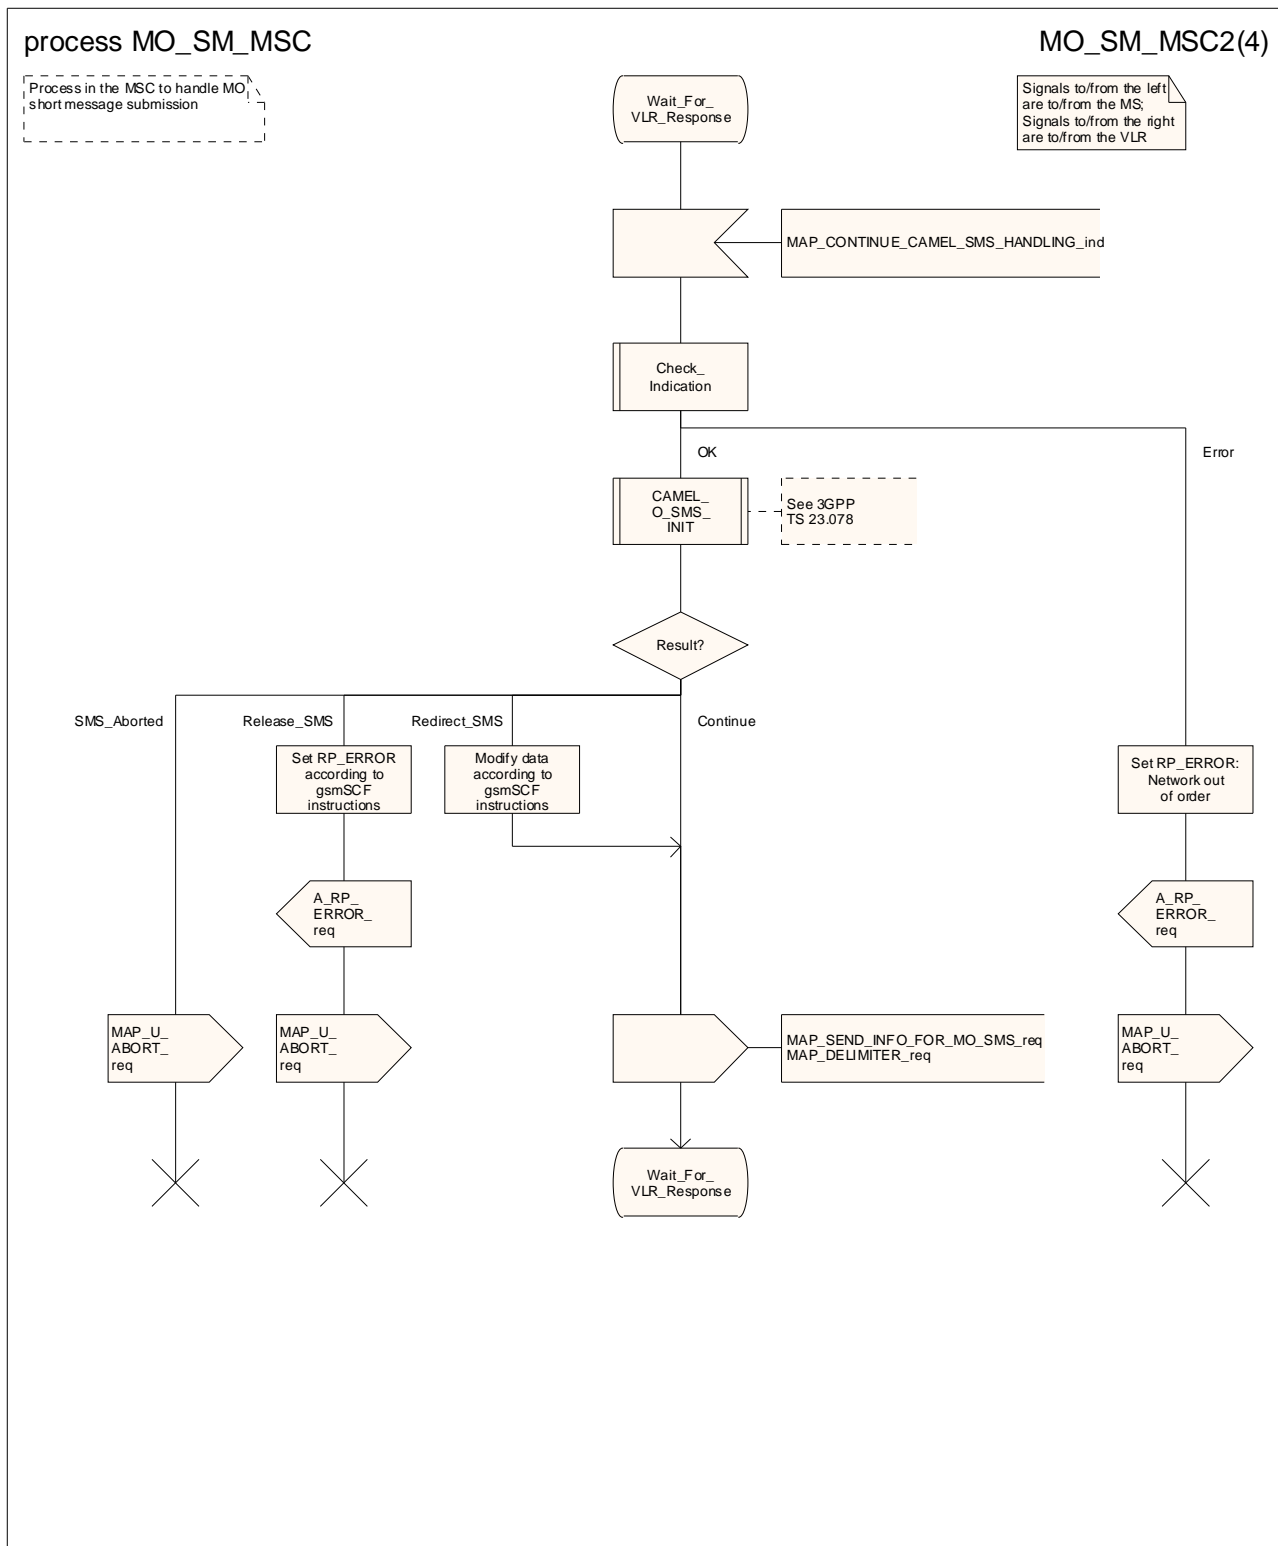 process MO_SM_MSC
MO_SM_MSC2(4)
Process in the MSC to handle MO
short message submission
Wait_For_
VLR_Response
Signals to/from the left
are to/from the MS;
Signals to/from the right
are to/from the VLR
MAP_CONTINUE_CAMEL_SMS_HANDLING_ind
Check_
Indication
OK
Error
CAMEL_
O_SMS_
INIT
See 3GPP
TS 23.078
Result?
SMS_Aborted
Release_SMS
Redirect_SMS
Continue
Set RP_ERROR
according to
gsmSCF
instructions
Modify data
according to
gsmSCF
instructions
Set RP_ERROR:
Network out
of order
A_RP_
ERROR_
req
A_RP_
ERROR_
req
MAP_U_
ABORT_
req
MAP_U_
ABORT_
req
MAP_SEND_INFO_FOR_MO_SMS_req
MAP_DELIMITER_req
MAP_U_
ABORT_
req
Wait_For_
VLR_Response